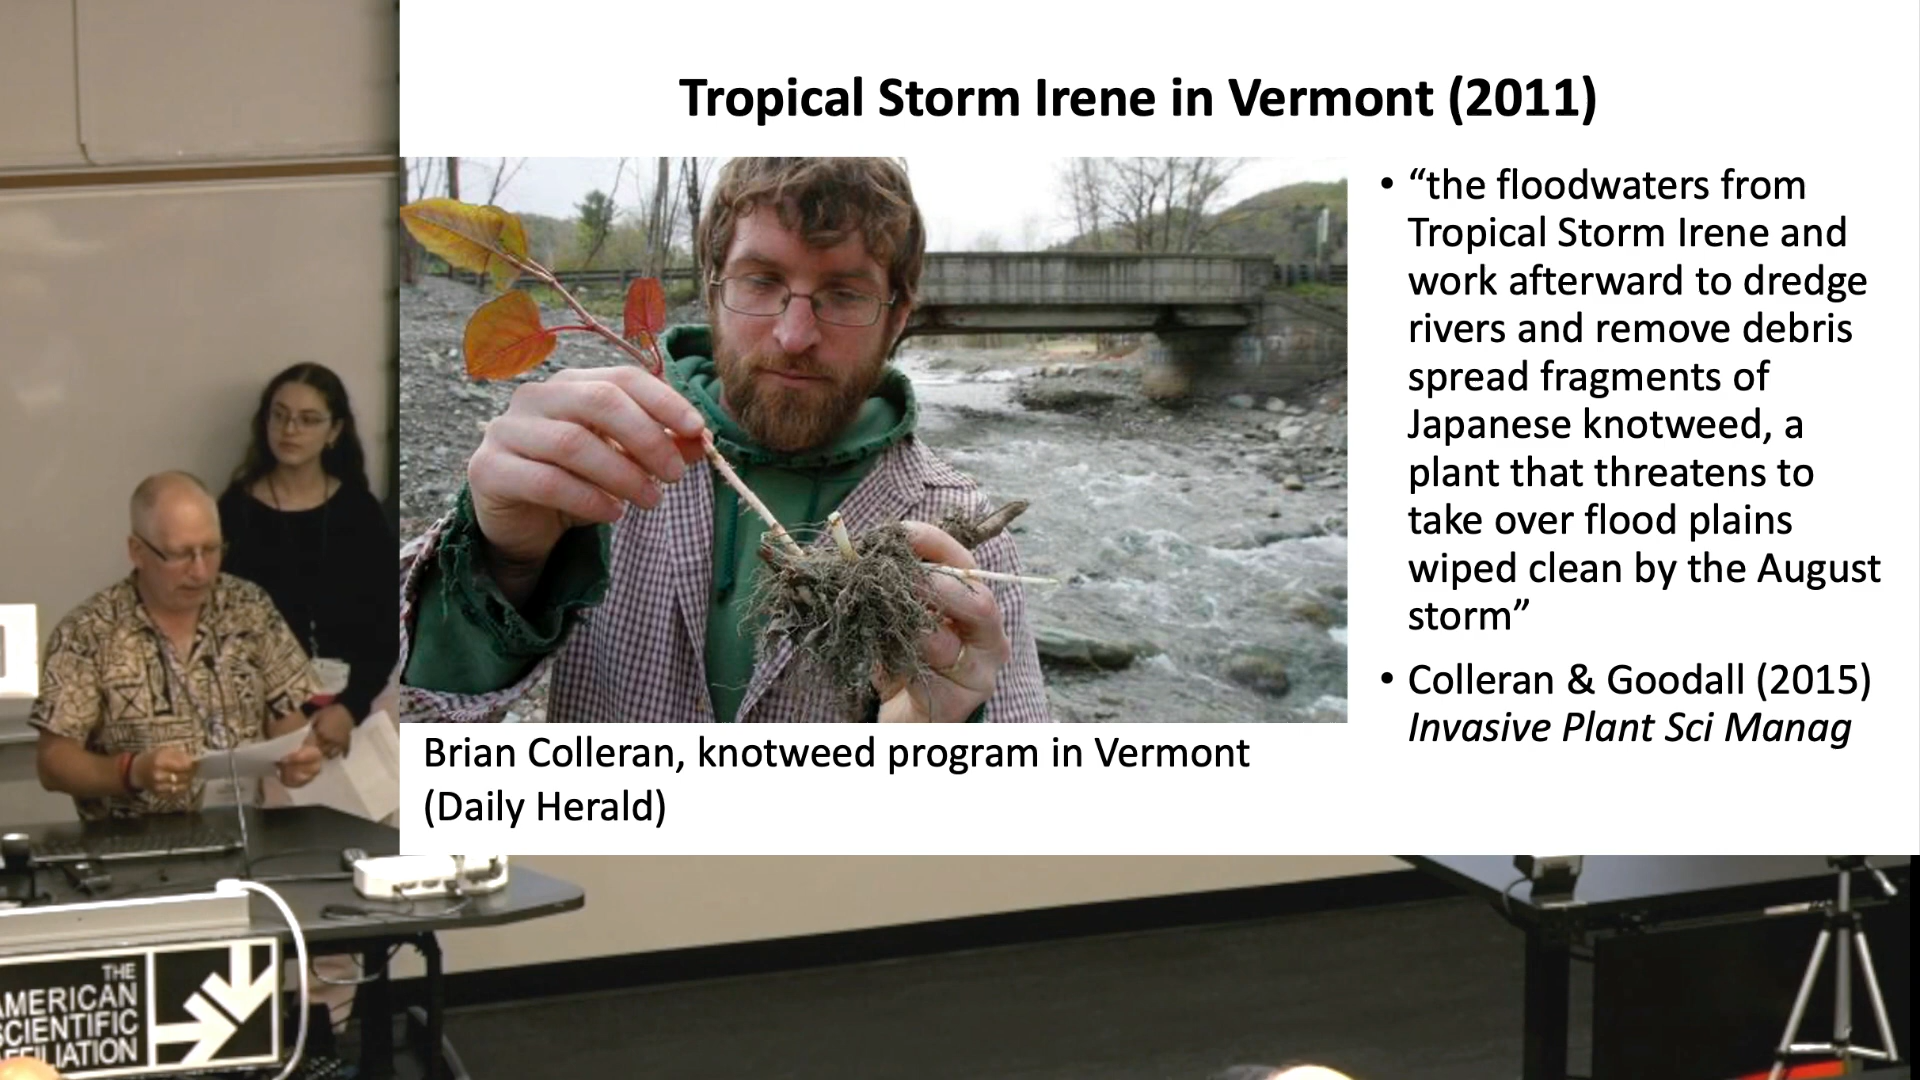 Tropical Storm Irene in Vermont (2011)
• “the floodwaters from
Tropical Storm Irene and
work afterward to dredge
rivers and remove debris
spread fragments of
Japanese knotweed, a
plant that threatens to
take over flood plains
wiped clean by the August
storm”
• Colleran & Goodall (2015)
Invasive Plant Sci Manag
Brian Colleran, knotweed program in Vermont
(Daily Herald)
THE
AMERICAN
SCIENTIFIC
AFFILIATION